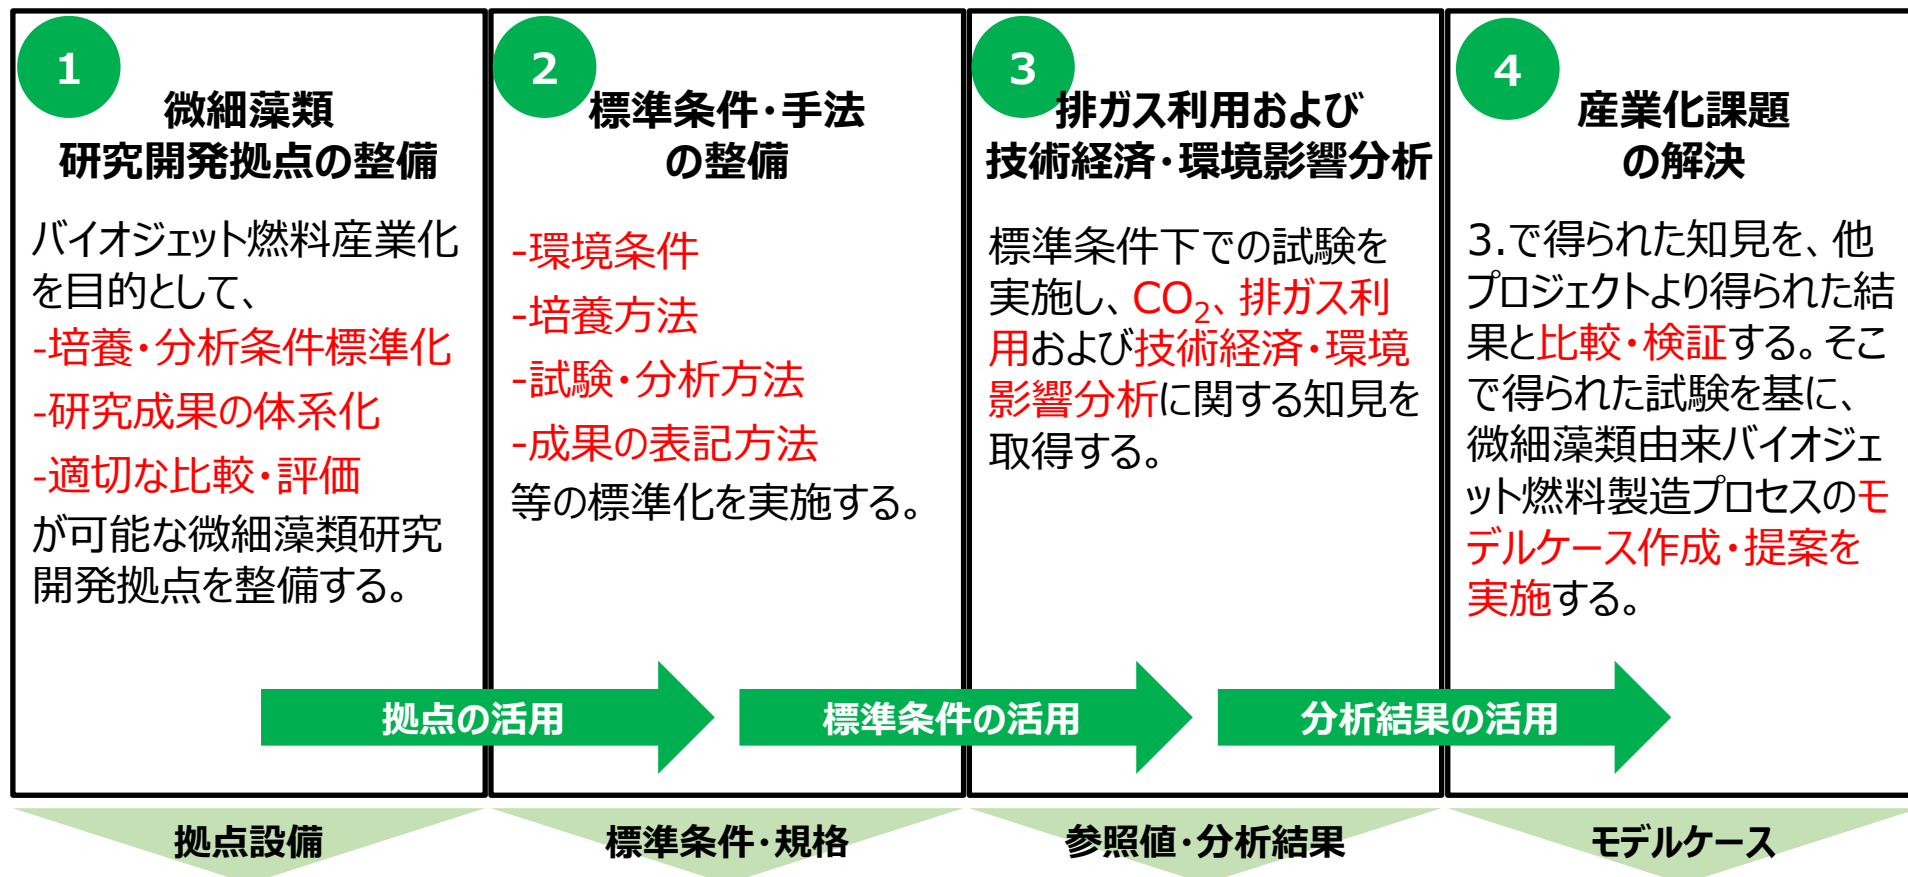 1
微細藻類
研究開発拠点の整備
バイオジェット燃料産業化
を目的として、
-培養・分析条件標準化
-研究成果の体系化
-適切な比較・評価
が可能な微細藻類研究
開発拠点を整備する。
2
標準条件・手法
の整備
-環境条件
-培養方法
-試験・分析方法
-成果の表記方法
等の標準化を実施する。
3
排ガス利用および
技術経済・環境影響分析
標準条件下での試験を
実施し、CO₂、排ガス利
用および技術経済・環境
影響分析に関する知見を
取得する。
4
産業化課題
の解決
3.で得られた知見を、他
プロジェクトより得られた結
果と比較・検証する。そこ
で得られた試験を基に、
微細藻類由来バイオジェ
ット燃料製造プロセスのモ
デルケース作成・提案を
実施する。
拠点の活用
標準条件の活用
分析結果の活用
拠点設備
標準条件・規格
参照値・分析結果
モデルケース